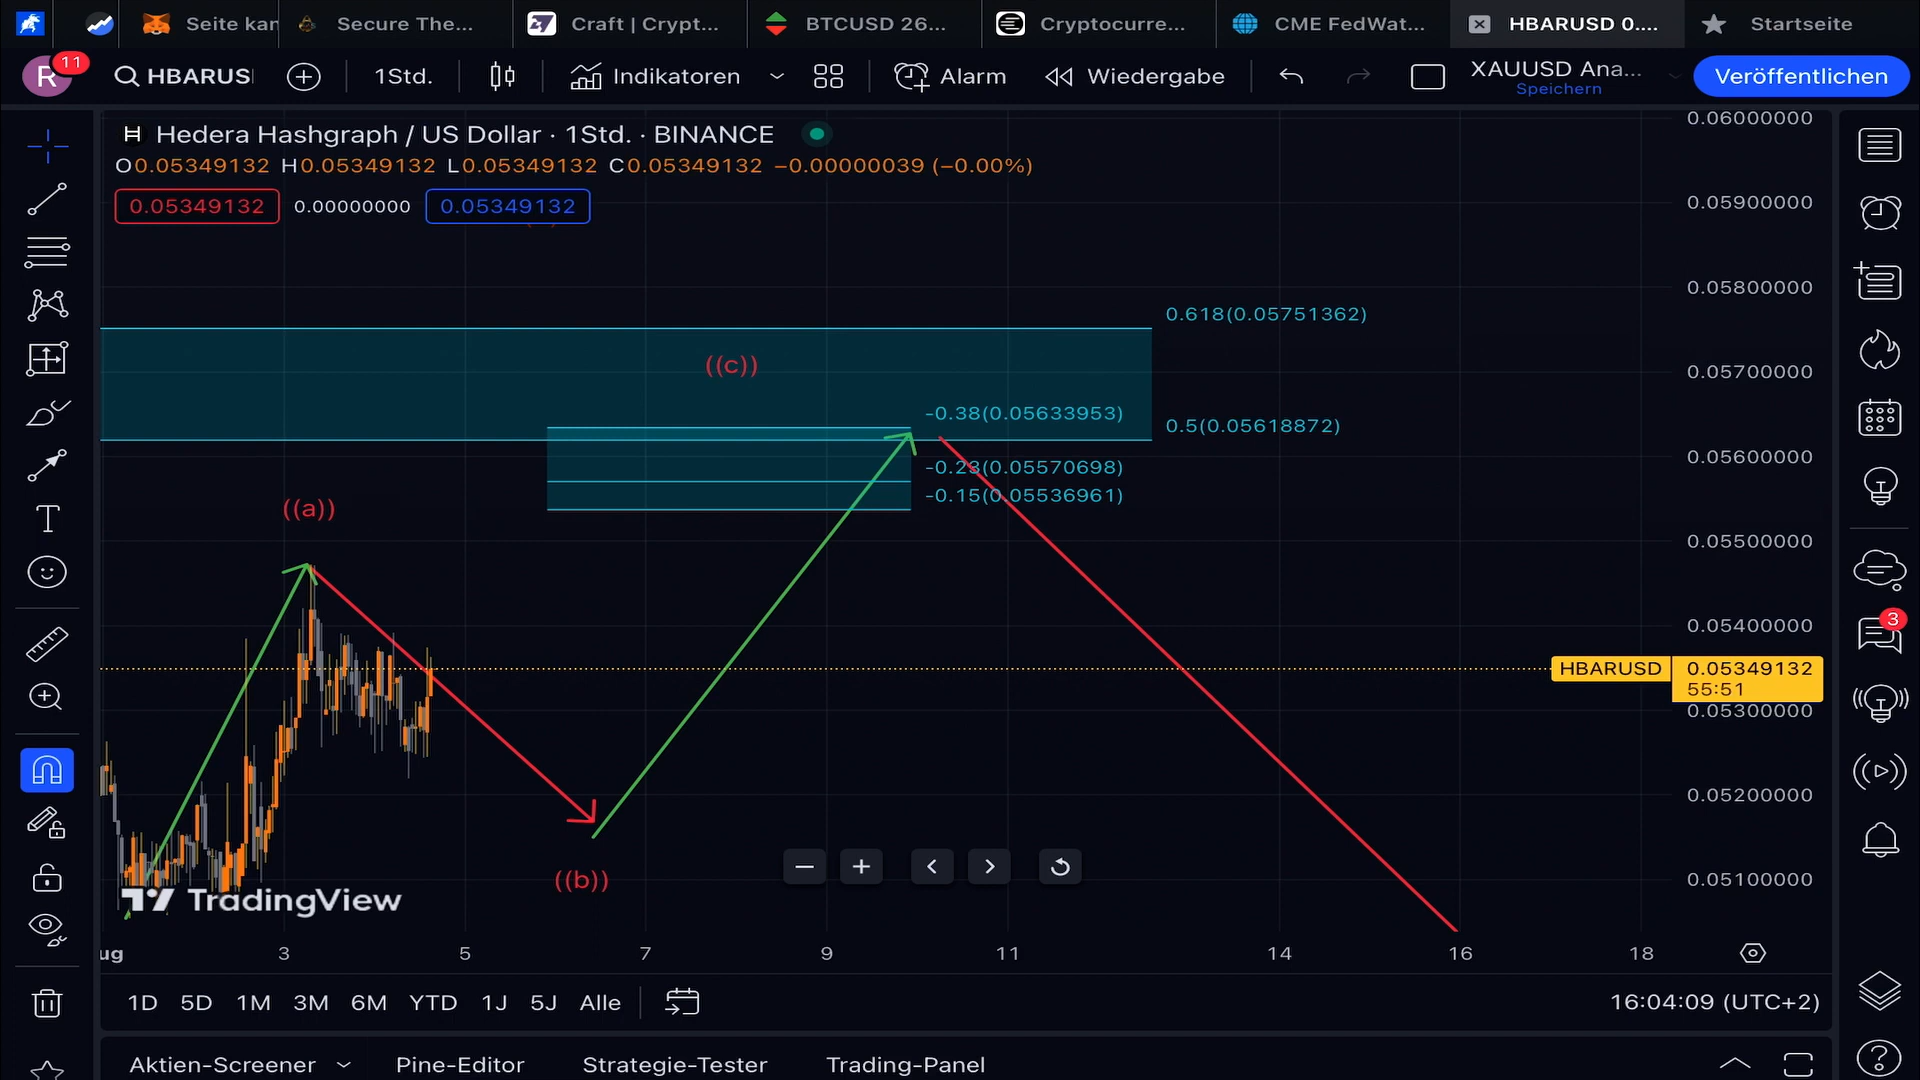 Seite kan
Secure The...
Craft | Crypt...
BTCUSD 26...
Cryptocurre...
CME FedWat...
HBARUSD 0....
Startseite
R
11
HBARUS
1Std.
Indikatoren
Alarm
Wiedergabe
XAUUSD Ana...
Speichern
Veröffentlichen
Hedera Hashgraph / US Dollar · 1Std. · BINANCE
O0.05349132 H0.05349132 L0.05349132 C0.05349132 −0.00000039 (−0.00%)
0.05349132 0.00000000 0.05349132
0.06000000
0.05900000
0.05800000
0.05700000
0.05600000
0.05500000
0.05400000
HBARUSD 0.05349132
55:51
0.05300000
0.05200000
0.05100000
0.618(0.05751362)
((c))
-0.38(0.05633953)
0.5(0.05618872)
-0.23(0.05570698)
-0.15(0.05536961)
((a))
((b))
3
TradingView
ug 3 5 7 9 11 14 16 18
1D 5D 1M 3M 6M YTD 1J 5J Alle
16:04:09 (UTC+2)
Aktien-Screener Pine-Editor Strategie-Tester Trading-Panel